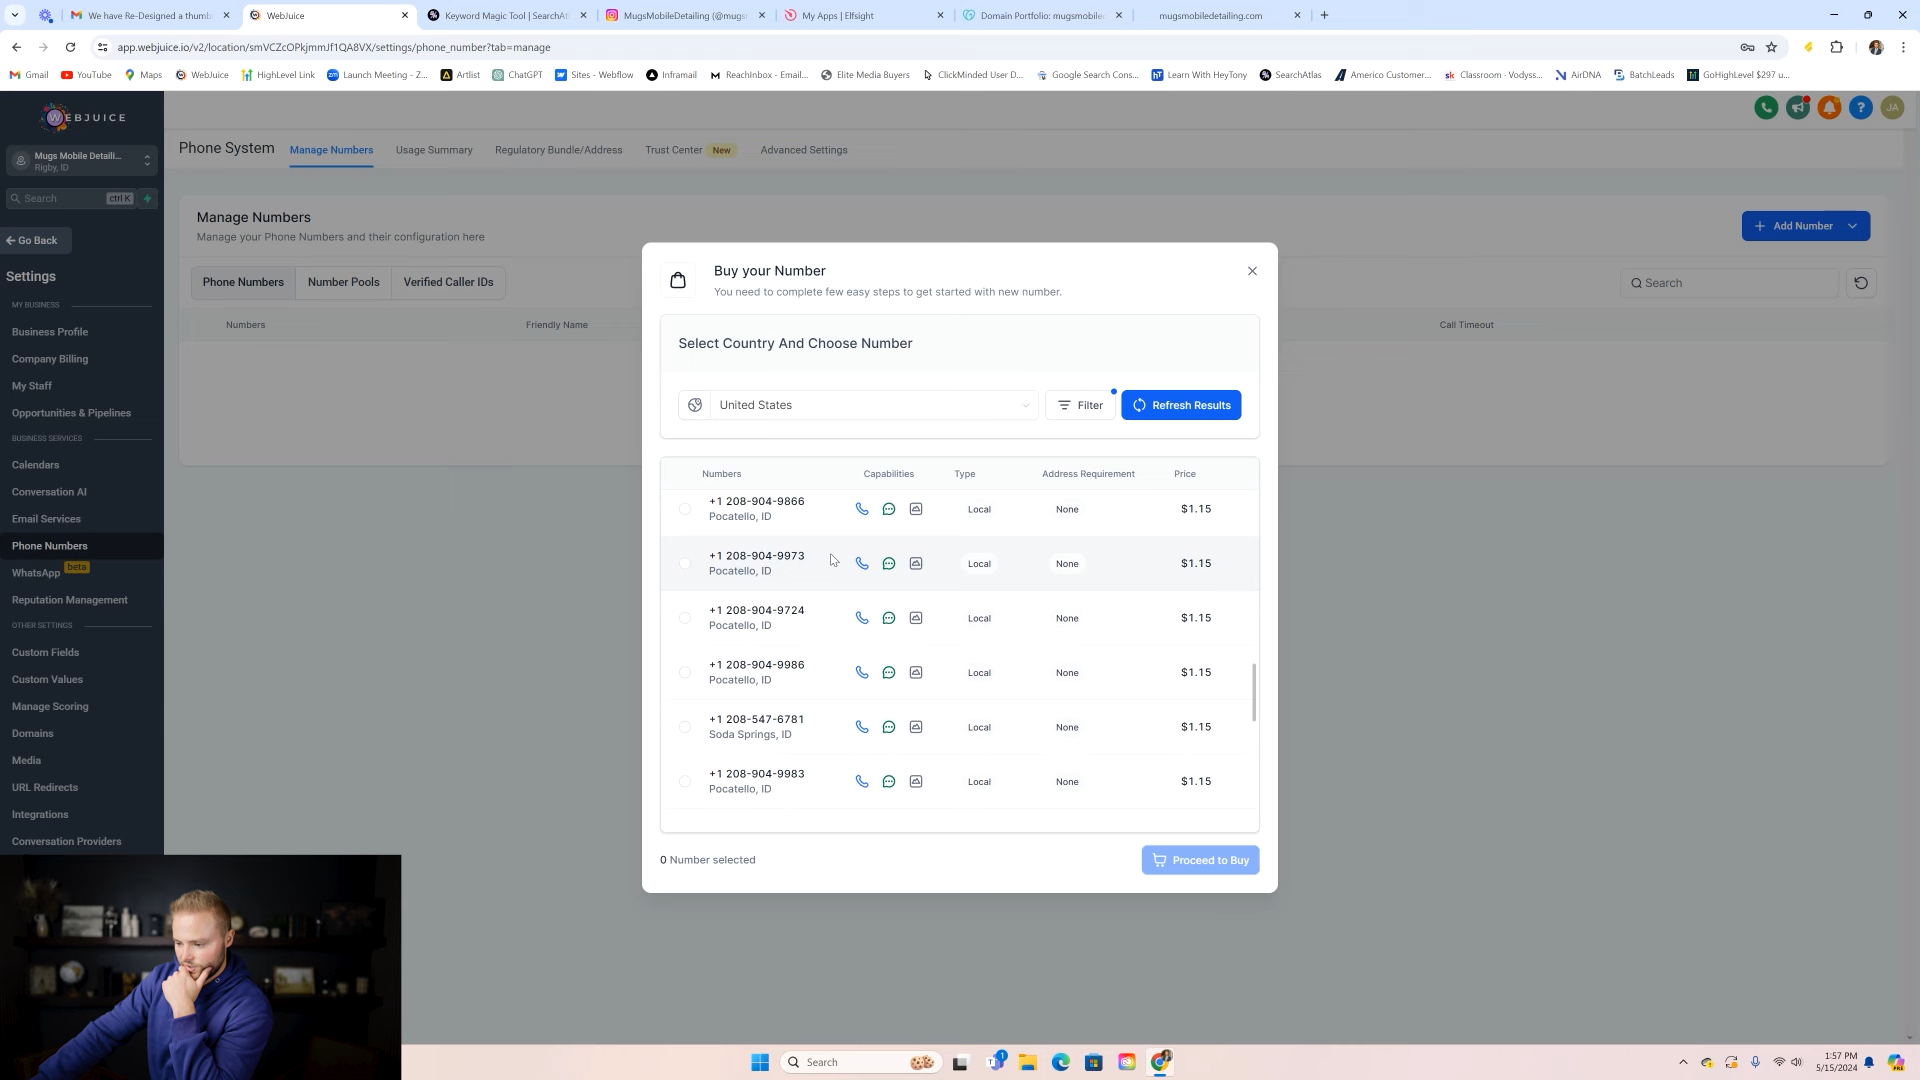 We have Re-Designed a thumb
WebJuice
Keyword Magic Tool | SearchAtl
MugsMobileDetailing (@mugs
My Apps | Elfsight
Domain Portfolio: mugsmobile
mugsmobiledetailing.com
app.webjuice.io/v2/location/smVCZcOPkjmmJf1QA8VX/settings/phone_number?tab=manage
Gmail
YouTube
Maps
WebJuice
HighLevel Link
Launch Meeting - Z...
Artlist
ChatGPT
Sites - Webflow
Inframail
ReachInbox - Email...
Elite Media Buyers
ClickMinded User D...
Google Search Cons...
Learn With HeyTony
SearchAtlas
Americo Customer...
Classroom · Vodyss...
AirDNA
BatchLeads
GoHighLevel $297 u...
WEBJUICE
Mugs Mobile Detaili...
Rigby, ID
Search
ctrl K
Go Back
Settings
MY BUSINESS
Business Profile
Company Billing
My Staff
Opportunities & Pipelines
BUSINESS SERVICES
Calendars
Conversation AI
Email Services
Phone Numbers
WhatsApp beta
Reputation Management
OTHER SETTINGS
Custom Fields
Custom Values
Manage Scoring
Domains
Media
URL Redirects
Integrations
Conversation Providers
JA
Phone System
Manage Numbers
Usage Summary
Regulatory Bundle/Address
Trust Center New
Advanced Settings
Manage Numbers
Manage your Phone Numbers and their configuration here
Add Number
Phone Numbers
Number Pools
Verified Caller IDs
Search
Numbers
Friendly Name
Call Timeout
Buy your Number
You need to complete few easy steps to get started with new number.
Select Country And Choose Number
United States
Filter
Refresh Results
Numbers Capabilities Type Address Requirement Price
+1 208-904-9866
Pocatello, ID
Local None $1.15
+1 208-904-9973
Pocatello, ID
Local None $1.15
+1 208-904-9724
Pocatello, ID
Local None $1.15
+1 208-904-9986
Pocatello, ID
Local None $1.15
+1 208-547-6781
Soda Springs, ID
Local None $1.15
+1 208-904-9983
Pocatello, ID
Local None $1.15
0 Number selected
Proceed to Buy
Search
1
1:57 PM
5/15/2024
PRE